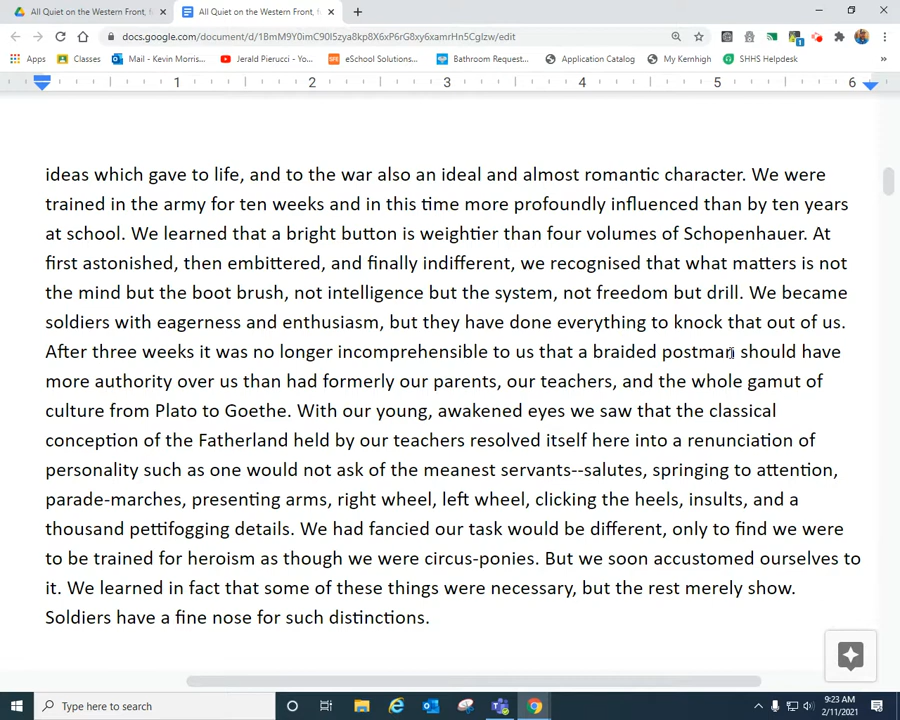 All Quiet on the Western Front, f
All Quiet on the Western Front, f
docs.google.com/document/d/1BmM9Y0imC90I5zya8kp8X6xP6rG8xy6xamrHn5CgIzw/edit
Apps
Classes
Mail - Kevin Morris...
Jerald Pierucci - Yo...
eSchool Solutions...
Bathroom Request...
Application Catalog
My Kernhigh
SHHS Helpdesk
1 2 3 4 5 6
ideas which gave to life, and to the war also an ideal and almost romantic character. We were
trained in the army for ten weeks and in this time more profoundly influenced than by ten years
at school. We learned that a bright button is weightier than four volumes of Schopenhauer. At
first astonished, then embittered, and finally indifferent, we recognised that what matters is not
the mind but the boot brush, not intelligence but the system, not freedom but drill. We became
soldiers with eagerness and enthusiasm, but they have done everything to knock that out of us.
After three weeks it was no longer incomprehensible to us that a braided postman should have
more authority over us than had formerly our parents, our teachers, and the whole gamut of
culture from Plato to Goethe. With our young, awakened eyes we saw that the classical
conception of the Fatherland held by our teachers resolved itself here into a renunciation of
personality such as one would not ask of the meanest servants--salutes, springing to attention,
parade-marches, presenting arms, right wheel, left wheel, clicking the heels, insults, and a
thousand pettifogging details. We had fancied our task would be different, only to find we were
to be trained for heroism as though we were circus-ponies. But we soon accustomed ourselves to
it. We learned in fact that some of these things were necessary, but the rest merely show.
Soldiers have a fine nose for such distinctions.
Type here to search
9:23 AM
2/11/2021